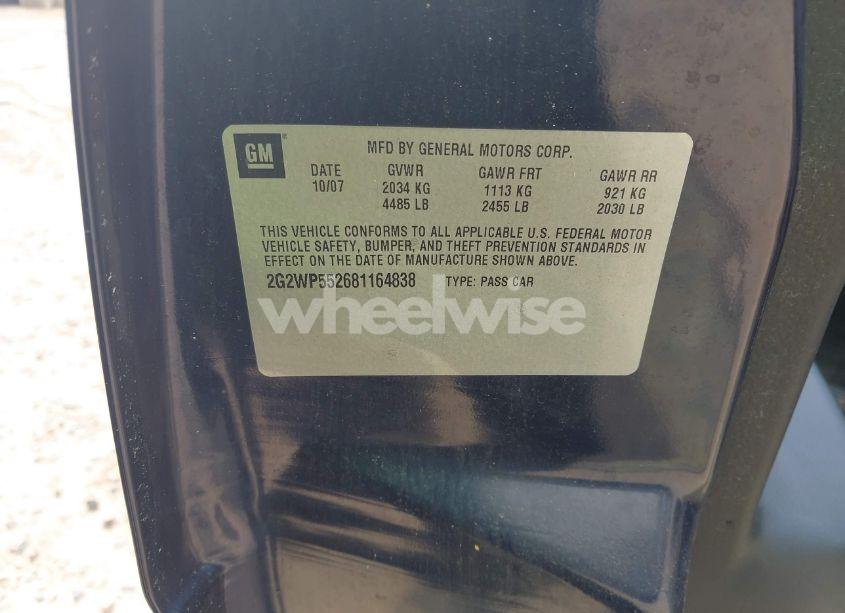 GM
MFD BY GENERAL MOTORS CORP.
DATE GVWR GAWR FRT GAWR RR
10/07 2034 KG 1113 KG 921 KG
4485 LB 2455 LB 2030 LB
THIS VEHICLE CONFORMS TO ALL APPLICABLE U.S. FEDERAL MOTOR
VEHICLE SAFETY, BUMPER, AND THEFT PREVENTION STANDARDS IN
EFFECT ON THE DATE OF MANUFACTURE SHOWN ABOVE.
2G2WP552681164838 TYPE: PASS CAR
wheelwise